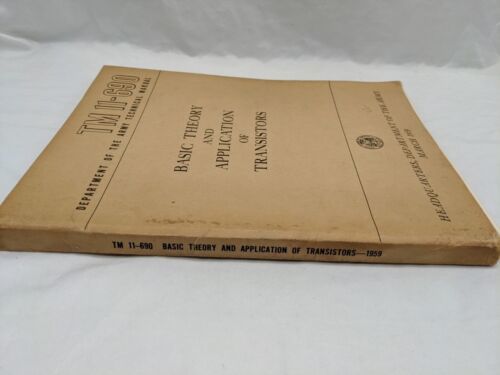 TM 11-690
DEPARTMENT OF THE ARMY TECHNICAL MANUAL
BASIC THEORY
AND
APPLICATION
OF
TRANSISTORS
HEADQUARTERS, DEPARTMENT OF THE ARMY
MARCH 1959
TM 11-690 BASIC THEORY AND APPLICATION OF TRANSISTORS—1959